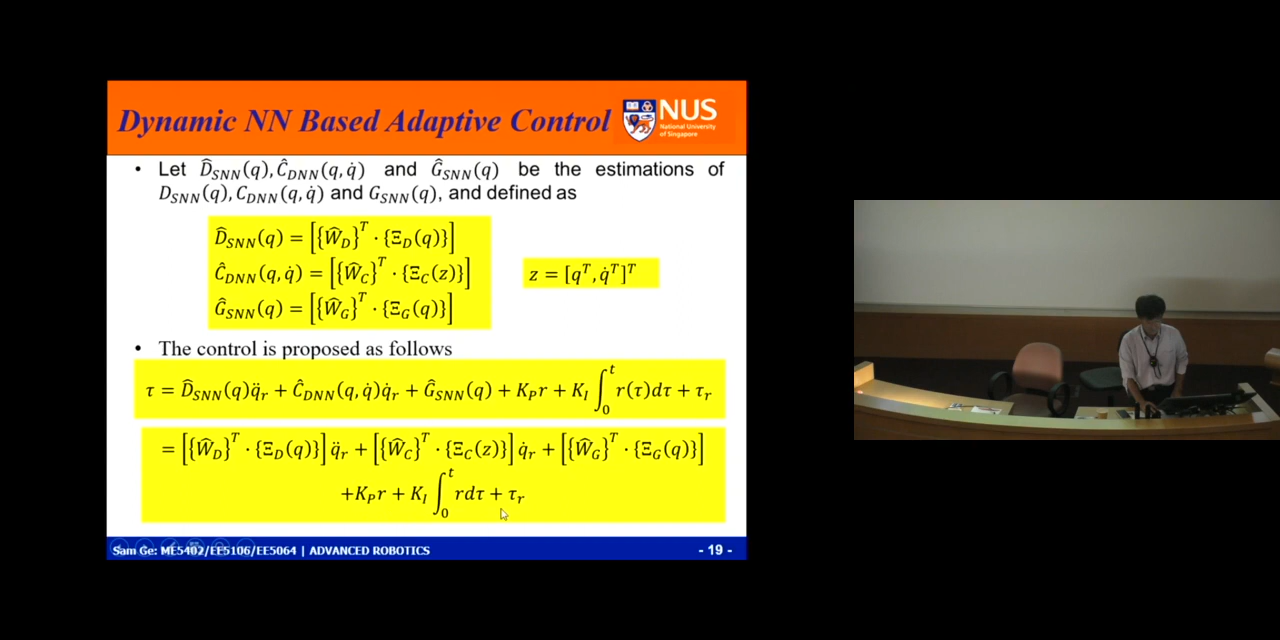 Dynamic NN Based Adaptive Control
NUS
National University
of Singapore
• Let D̂_SNN(q), Ĉ_DNN(q, q̇) and Ĝ_SNN(q) be the estimations of
D_SNN(q), C_DNN(q, q̇) and G_SNN(q), and defined as
D̂_SNN(q) = [{Ŵ_D}^T · {Ξ_D(q)}]
Ĉ_DNN(q, q̇) = [{Ŵ_C}^T · {Ξ_C(z)}]
z = [q^T, q̇^T]^T
Ĝ_SNN(q) = [{Ŵ_G}^T · {Ξ_G(q)}]
• The control is proposed as follows
τ = D̂_SNN(q)q̈_r + Ĉ_DNN(q, q̇)q̇_r + Ĝ_SNN(q) + K_P r + K_I ∫_0^t r(τ)dτ + τ_r
= [{Ŵ_D}^T · {Ξ_D(q)}] q̈_r + [{Ŵ_C}^T · {Ξ_C(z)}] q̇_r + [{Ŵ_G}^T · {Ξ_G(q)}]
+K_P r + K_I ∫_0^t rdτ + τ_r
Sam Ge: ME5402/EE5106/EE5064 | ADVANCED ROBOTICS
- 19 -